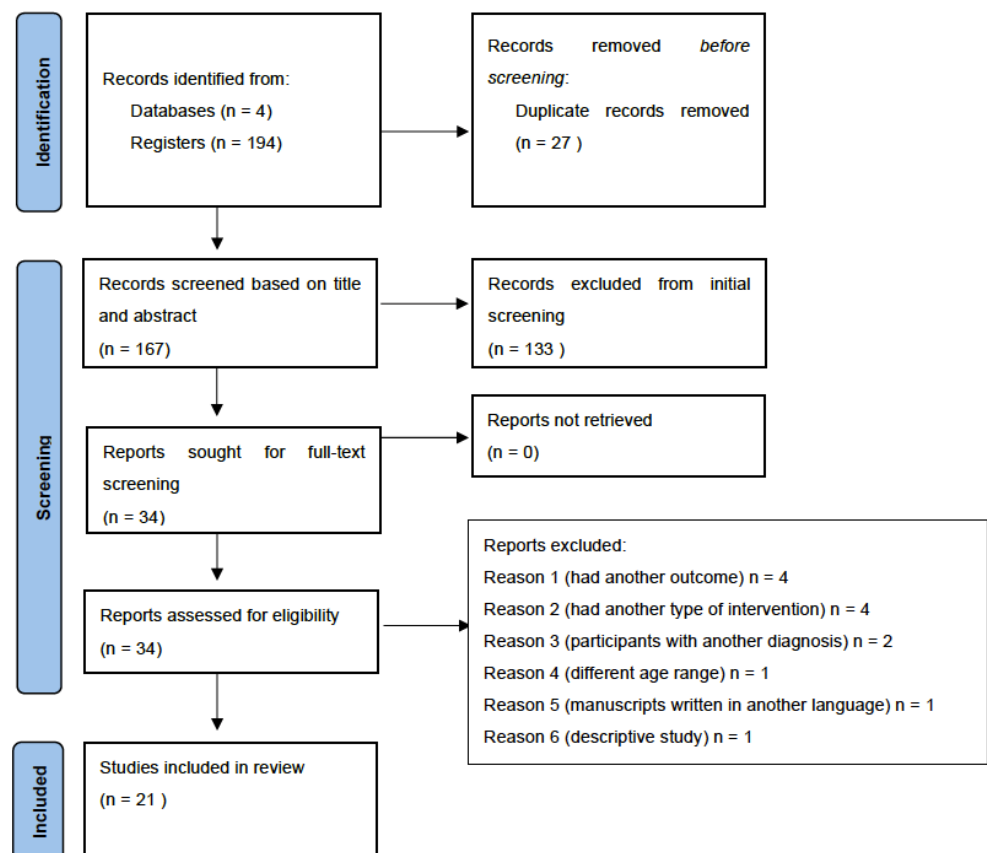 Identification
Records identified from:
Databases (n = 4)
Registers (n = 194)
Records removed before
screening:
Duplicate records removed
(n = 27 )
Screening
Records screened based on title
and abstract
(n = 167)
Records excluded from initial
screening
(n = 133 )
Reports sought for full-text
screening
(n = 34)
Reports not retrieved
(n = 0)
Reports assessed for eligibility
(n = 34)
Reports excluded:
Reason 1 (had another outcome) n = 4
Reason 2 (had another type of intervention) n = 4
Reason 3 (participants with another diagnosis) n = 2
Reason 4 (different age range) n = 1
Reason 5 (manuscripts written in another language) n = 1
Reason 6 (descriptive study) n = 1
Included
Studies included in review
(n = 21 )